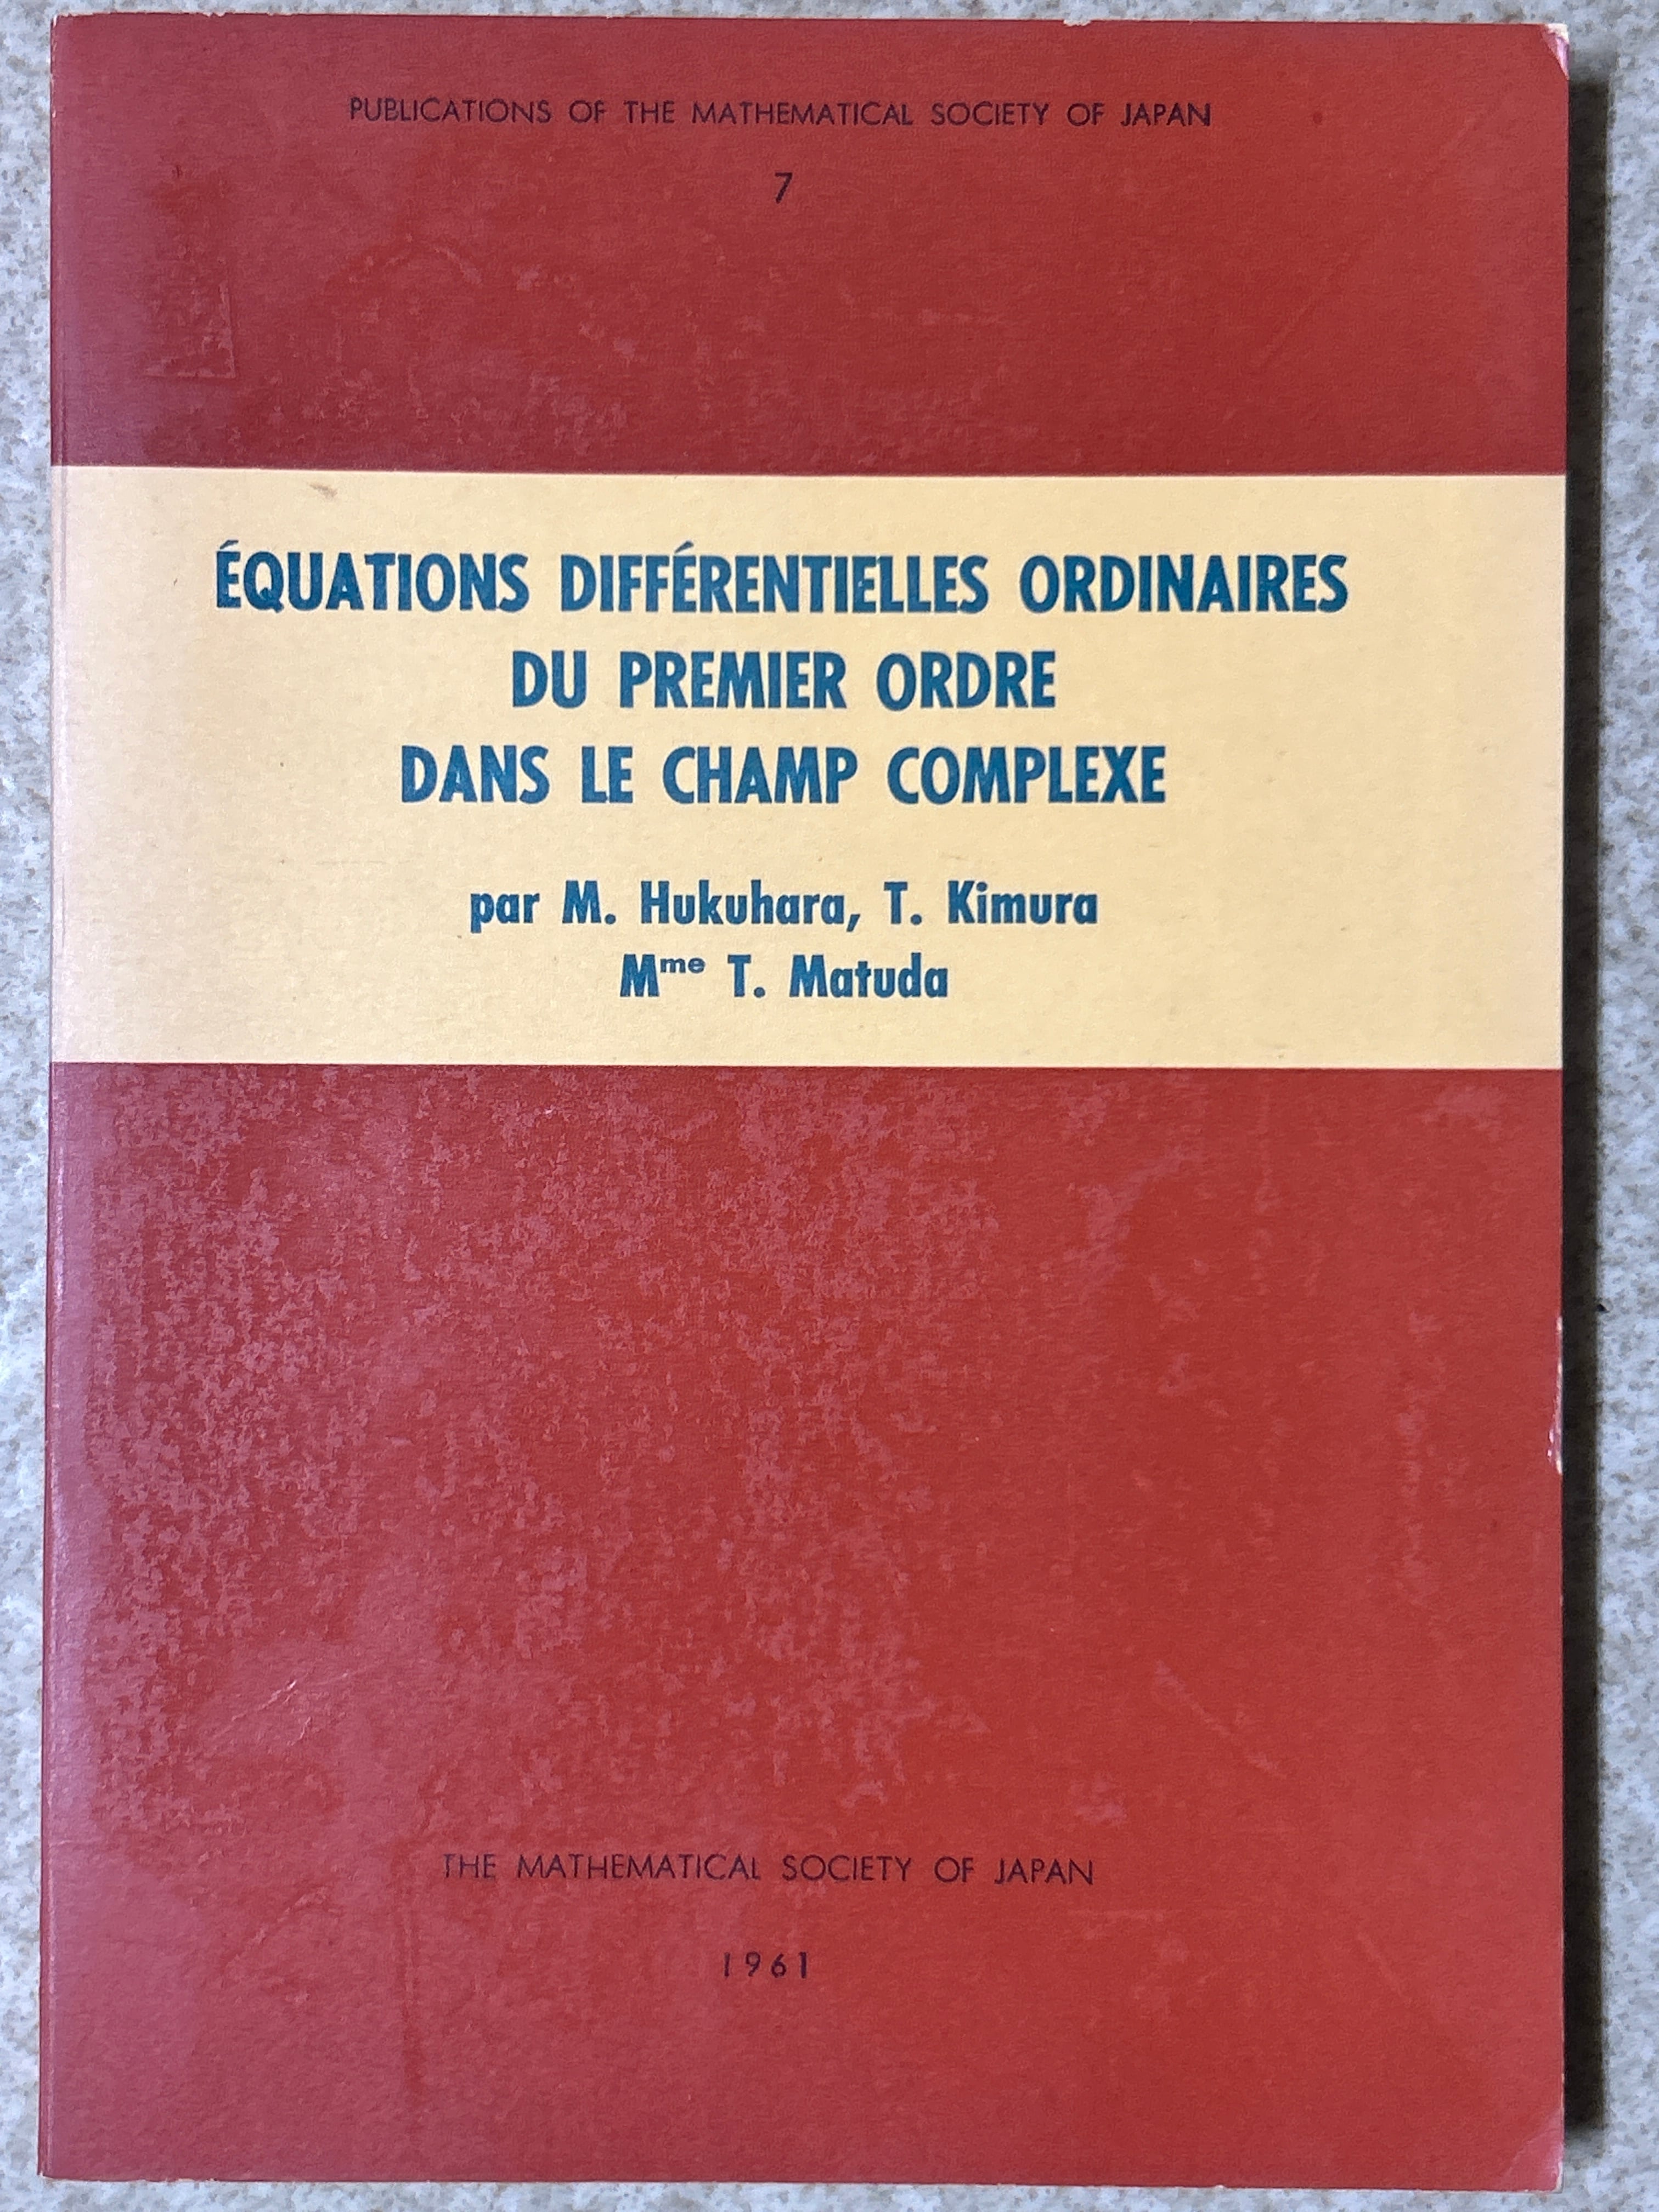 PUBLICATIONS OF THE MATHEMATICAL SOCIETY OF JAPAN
7
ÉQUATIONS DIFFÉRENTIELLES ORDINAIRES
DU PREMIER ORDRE
DANS LE CHAMP COMPLEXE
par M. Hukuhara, T. Kimura
Mme T. Matuda
THE MATHEMATICAL SOCIETY OF JAPAN
1961